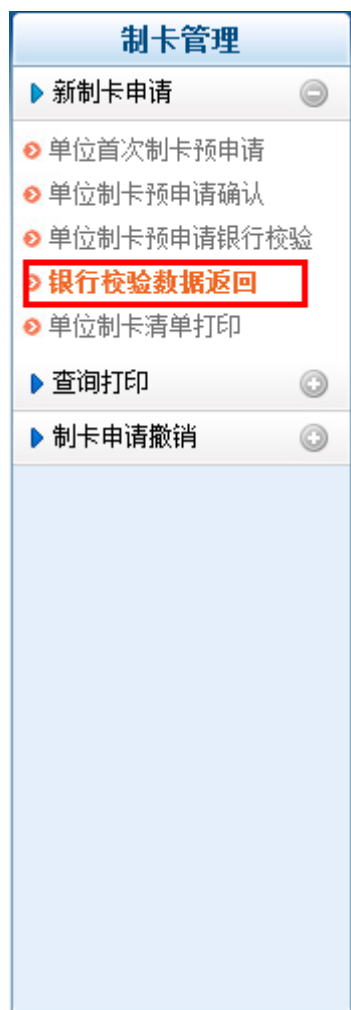 制卡管理
新制卡申请
单位首次制卡预申请
单位制卡预申请确认
单位制卡预申请银行校验
银行校验数据返回
单位制卡清单打印
查询打印
制卡申请撤销